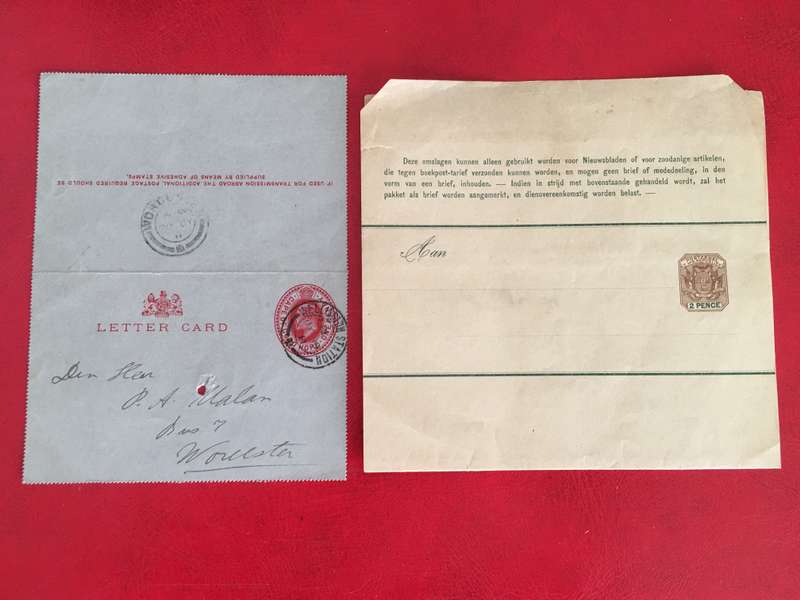 IF USED FOR TRANSMISSION ABROAD THE ADDITIONAL POSTAGE REQUIRED SHOULD BE
SUPPLIED BY MEANS OF ADHESIVE STAMPS.
LETTER CARD
STATION
Den Heer
P. A. Malan
Bus 7
Worcester
Deze omslagen kunnen alleen gebruikt worden voor Nieuwsbladen of voor zoodanige artikelen,
die tegen boekpost-tarief verzonden kunnen worden, en mogen geen brief of mededeeling, in den
vorm van een brief, inhouden. — Indien in strijd met bovenstaande gehandeld wordt, zal het
pakket als brief worden aangemerkt, en dienovereenkomstig worden belast. —
Aan
2 PENCE